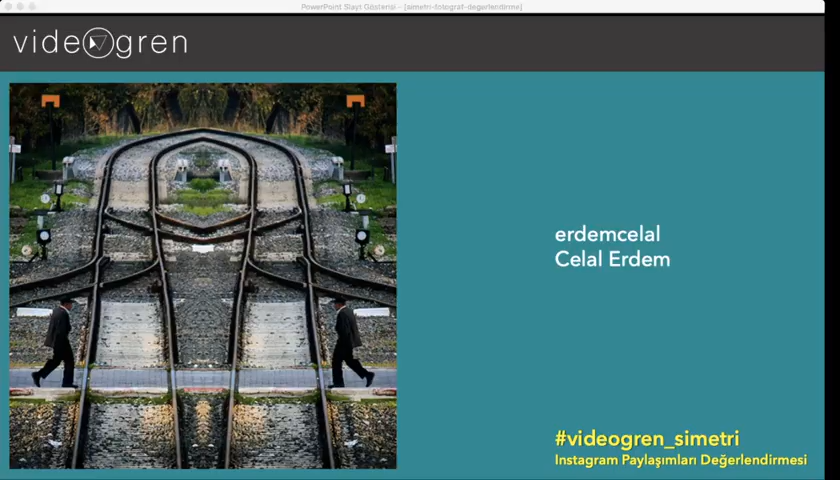 PowerPoint Slayt Gösterisi - [simetri-fotograf-degerlendirme]
videogren
erdemcelal
Celal Erdem
#videogren_simetri
Instagram Paylaşımları Değerlendirmesi